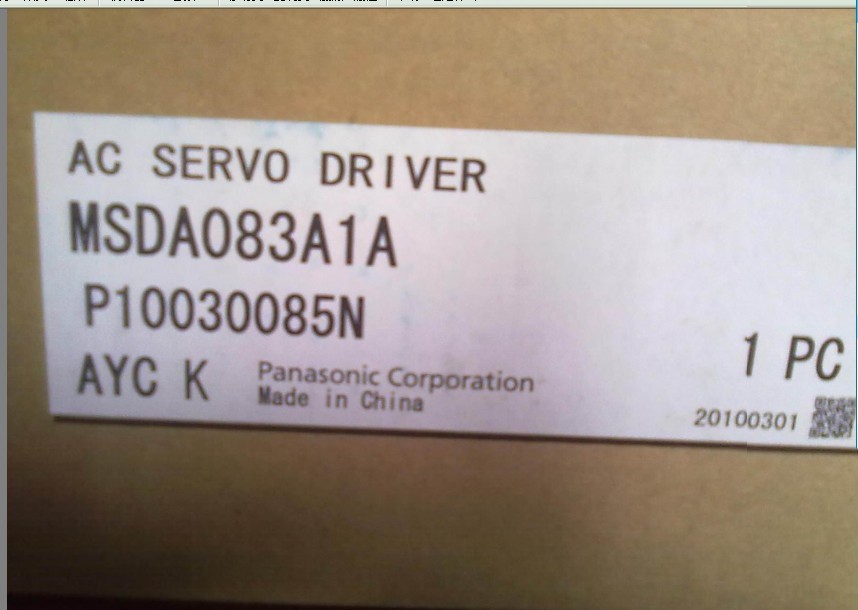 AC SERVO DRIVER
MSDA083A1A
P10030085N
AYC K
Panasonic Corporation
Made in China
1 PC
20100301